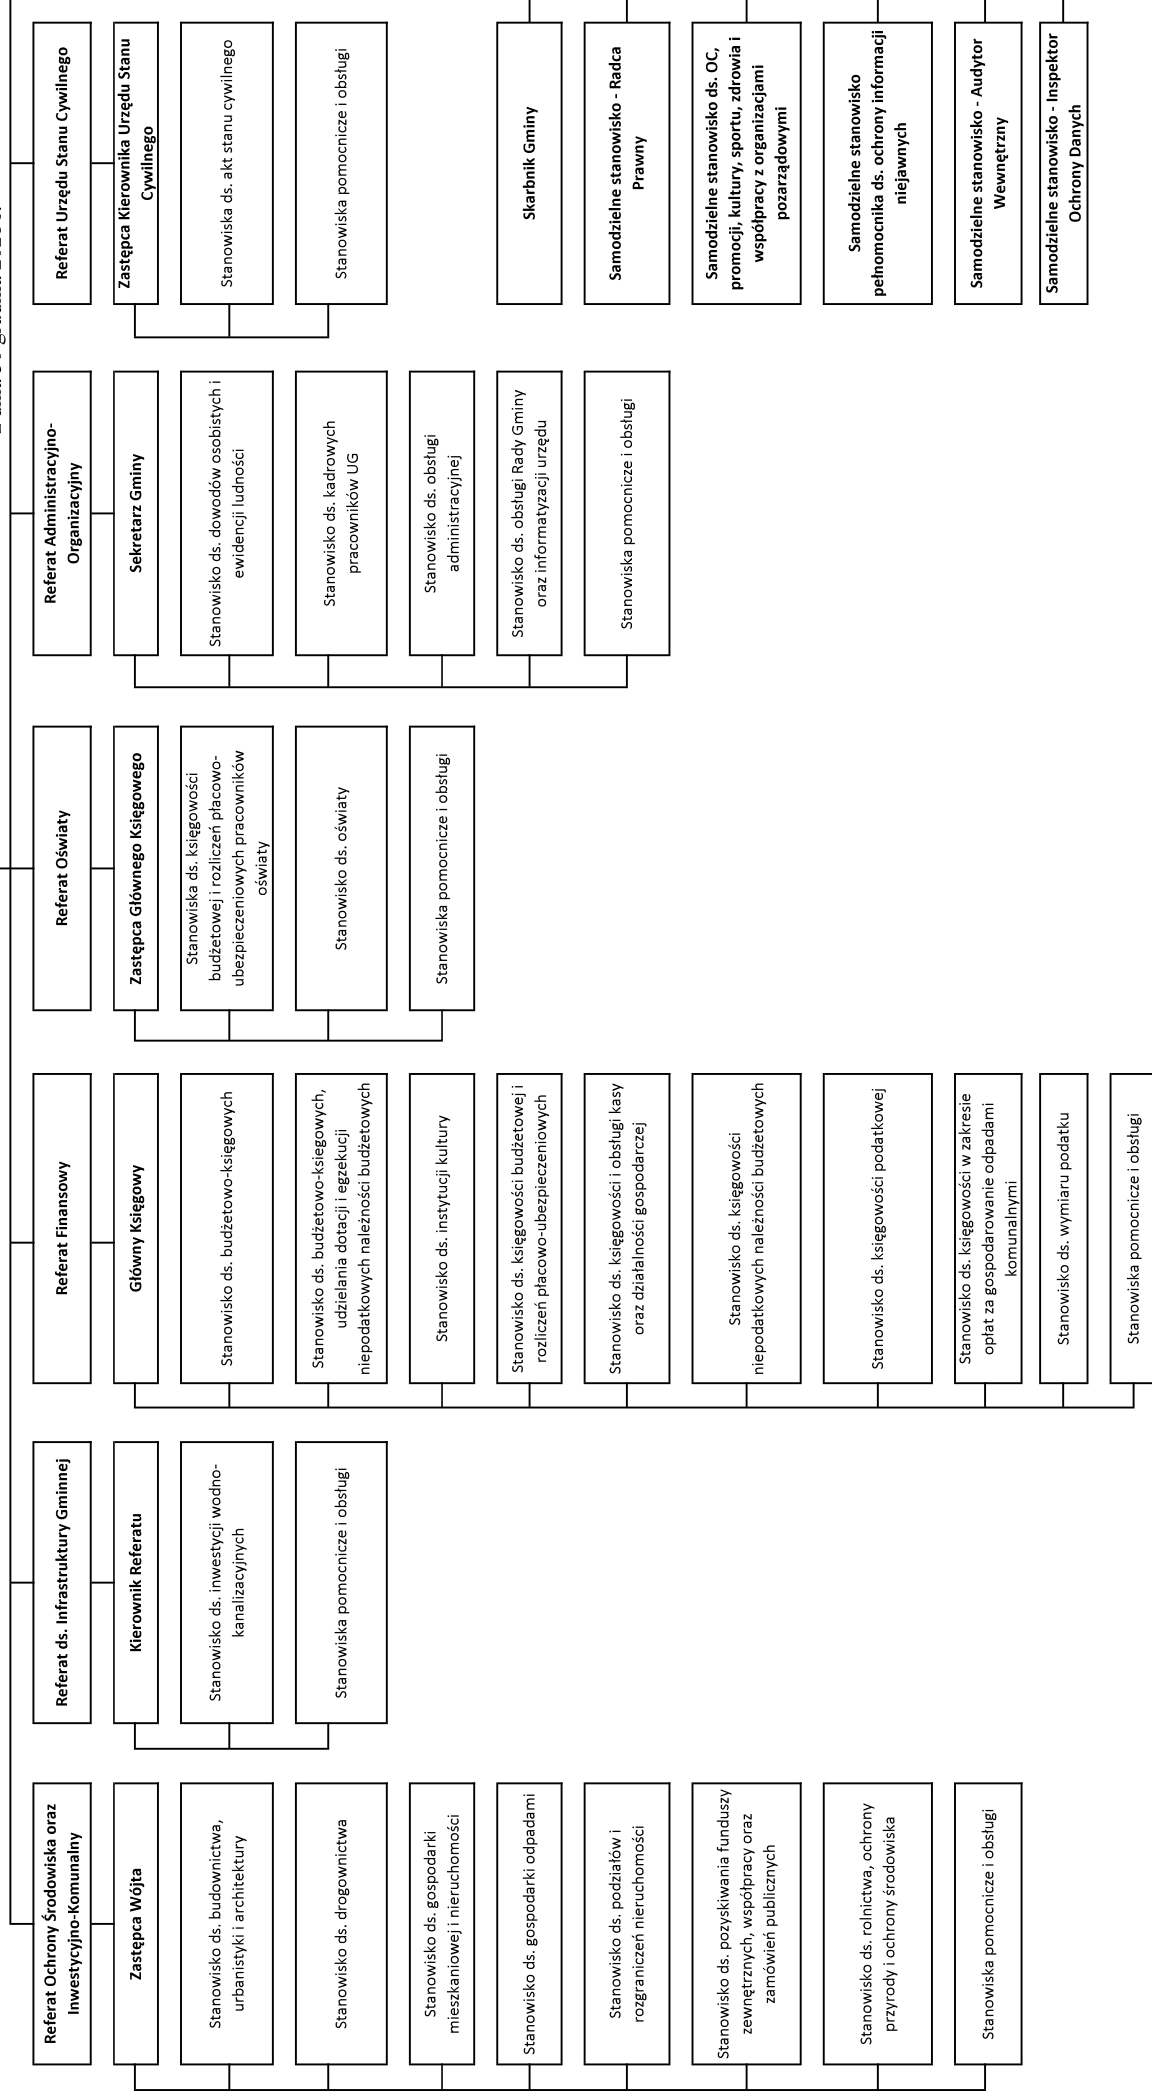 Referat Ochrony Środowiska oraz
Inwestycyjno-Komunalny
Zastępca Wójta
Stanowisko ds. budownictwa,
urbanistyki i architektury
Stanowisko ds. drogownictwa
Stanowisko ds. gospodarki
mieszkaniowej i nieruchomości
Stanowisko ds. gospodarki odpadami
Stanowisko ds. podziałów i
rozgraniczeń nieruchomości
Stanowisko ds. pozyskiwania funduszy
zewnętrznych, współpracy oraz
zamówień publicznych
Stanowisko ds. rolnictwa, ochrony
przyrody i ochrony środowiska
Stanowiska pomocnicze i obsługi
Referat ds. Infrastruktury Gminnej
Kierownik Referatu
Stanowisko ds. inwestycji wodno-
kanalizacyjnych
Stanowiska pomocnicze i obsługi
Referat Finansowy
Główny Księgowy
Stanowisko ds. budżetowo-księgowych
Stanowisko ds. budżetowo-księgowych,
udzielania dotacji i egzekucji
niepodatkowych należności budżetowych
Stanowisko ds. instytucji kultury
Stanowisko ds. księgowości budżetowej i
rozliczeń płacowo-ubezpieczeniowych
Stanowisko ds. księgowości i obsługi kasy
oraz działalności gospodarczej
Stanowisko ds. księgowości
niepodatkowych należności budżetowych
Stanowisko ds. księgowości podatkowej
Stanowisko ds. księgowości w zakresie
opłat za gospodarowanie odpadami
komunalnymi
Stanowisko ds. wymiaru podatku
Stanowiska pomocnicze i obsługi
Referat Oświaty
Zastępca Głównego Księgowego
Stanowiska ds. księgowości
budżetowej i rozliczeń płacowo-
ubezpieczeniowych pracowników
oświaty
Stanowisko ds. oświaty
Stanowiska pomocnicze i obsługi
Referat Administracyjno-
Organizacyjny
Sekretarz Gminy
Stanowisko ds. dowodów osobistych i
ewidencji ludności
Stanowisko ds. kadrowych
pracowników UG
Stanowisko ds. obsługi
administracyjnej
Stanowisko ds. obsługi Rady Gminy
oraz informatyzacji urzędu
Stanowiska pomocnicze i obsługi
Referat Urzędu Stanu Cywilnego
Zastępca Kierownika Urzędu Stanu
Cywilnego
Stanowiska ds. akt stanu cywilnego
Stanowiska pomocnicze i obsługi
Skarbnik Gminy
Samodzielne stanowisko - Radca
Prawny
Samodzielne stanowisko ds. OC,
promocji, kultury, sportu, zdrowia i
współpracy z organizacjami
pozarządowymi
Samodzielne stanowisko
pełnomocnika ds. ochrony informacji
niejawnych
Samodzielne stanowisko - Audytor
Wewnętrzny
Samodzielne stanowisko - Inspektor
Ochrony Danych